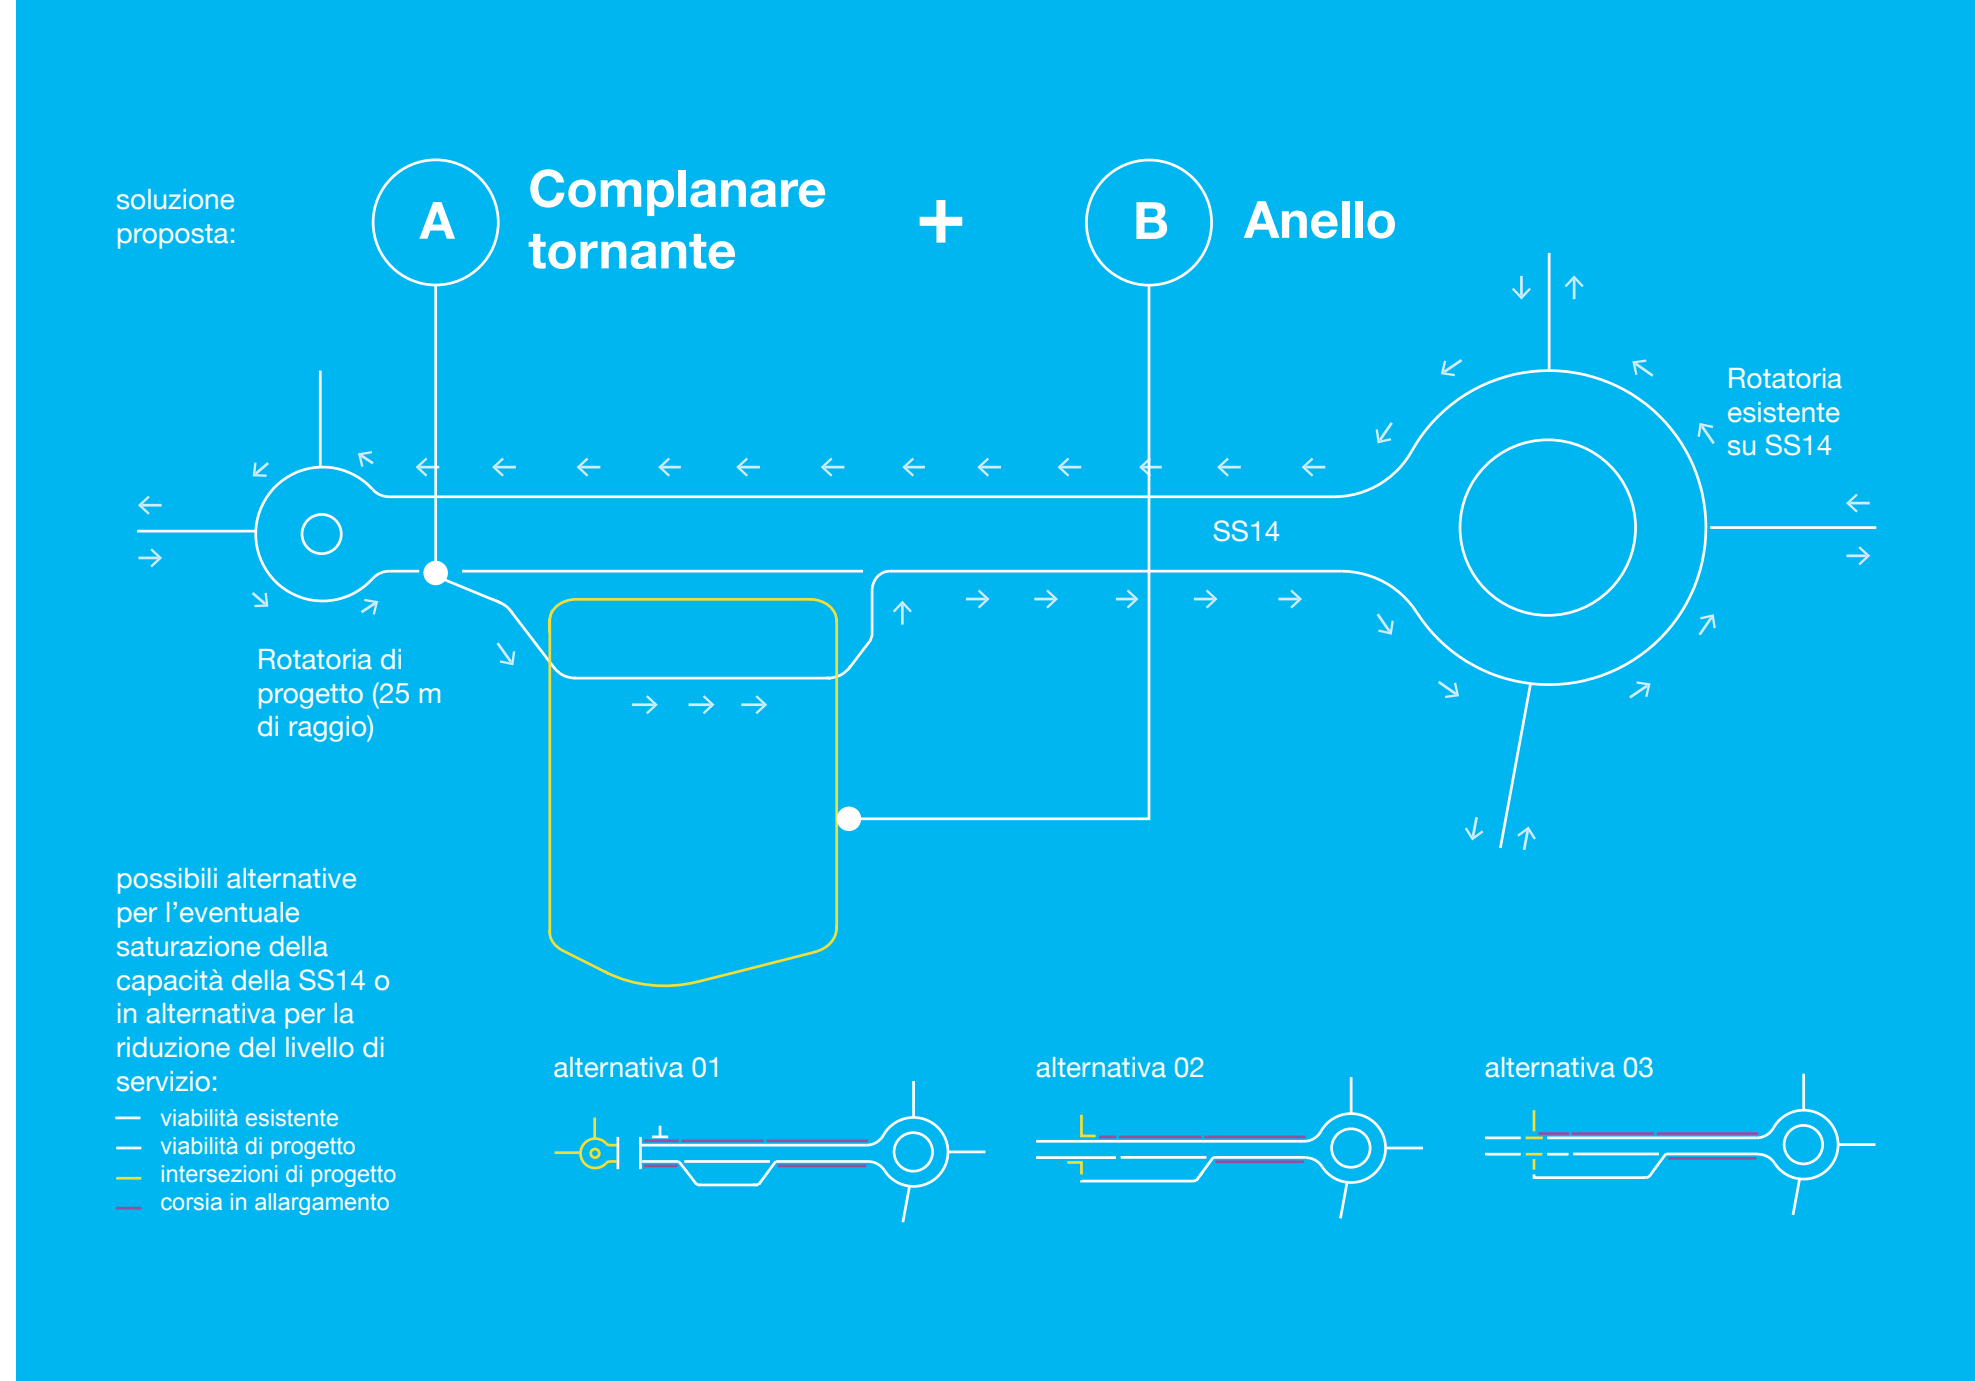 soluzione
proposta:
A
Complanare
tornante
+
B
Anello
Rotatoria
esistente
su SS14
SS14
Rotatoria di
progetto (25 m
di raggio)
possibili alternative
per l’eventuale
saturazione della
capacità della SS14 o
in alternativa per la
riduzione del livello di
servizio:
viabilità esistente
viabilità di progetto
intersezioni di progetto
corsia in allargamento
alternativa 01
alternativa 02
alternativa 03